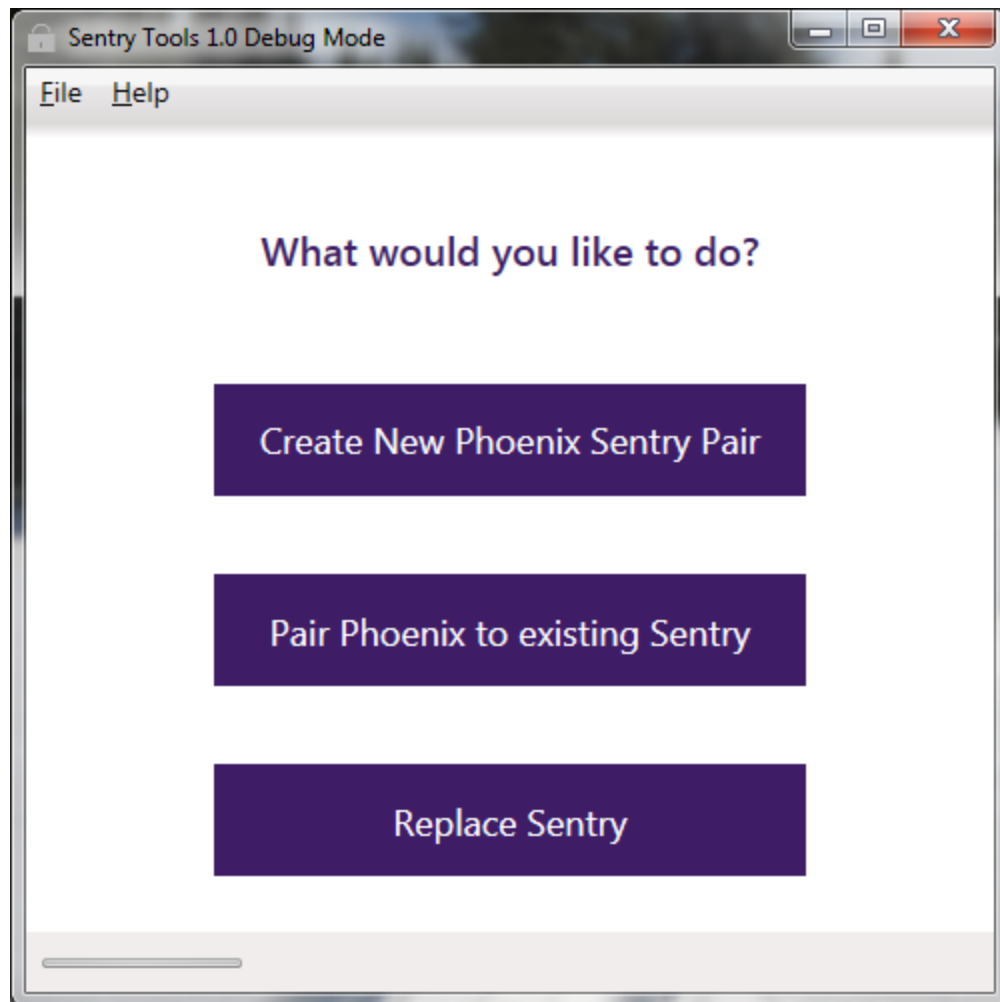 Sentry Tools 1.0 Debug Mode
File Help
What would you like to do?
Create New Phoenix Sentry Pair
Pair Phoenix to existing Sentry
Replace Sentry